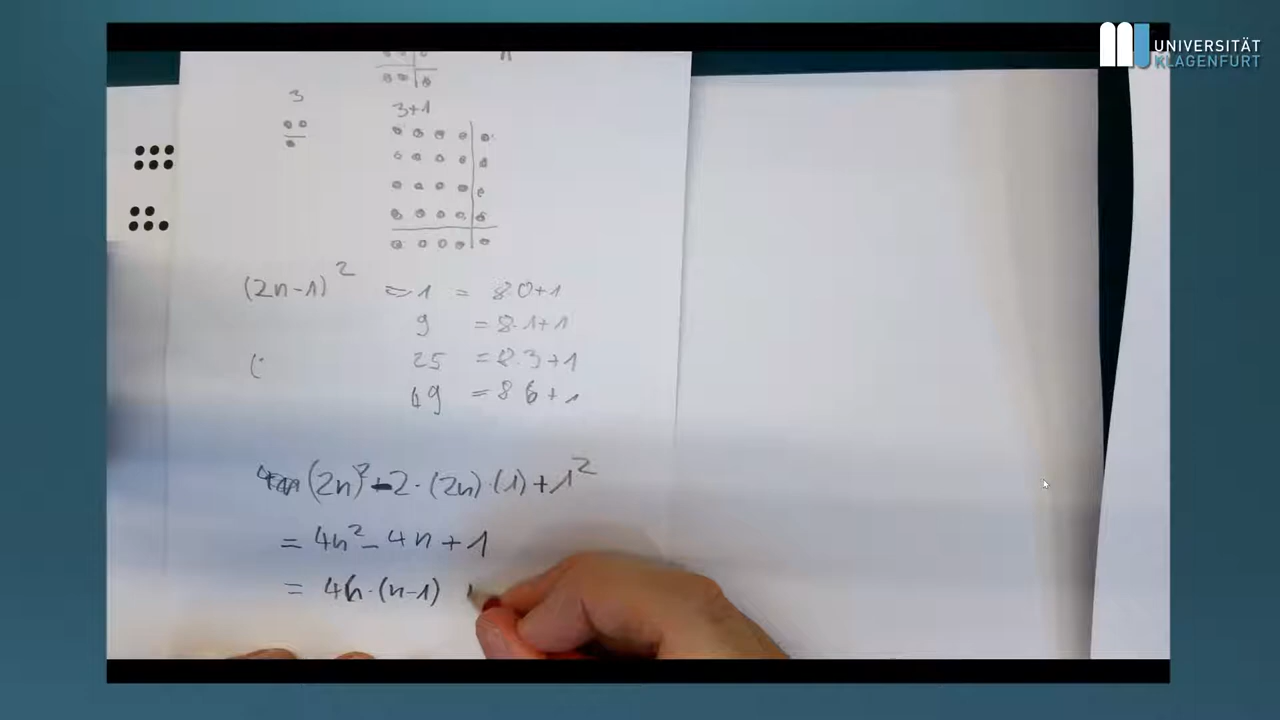 UNIVERSITÄT
KLAGENFURT
3
3+1
(2n-1)² = 1 = 8·0+1
9 = 8·1+1
( 25 = 8·3+1
49 = 8 6+1
(2n)² - 2·(2n)·(1)+1²
= 4n² - 4n + 1
= 4n·(n-1)